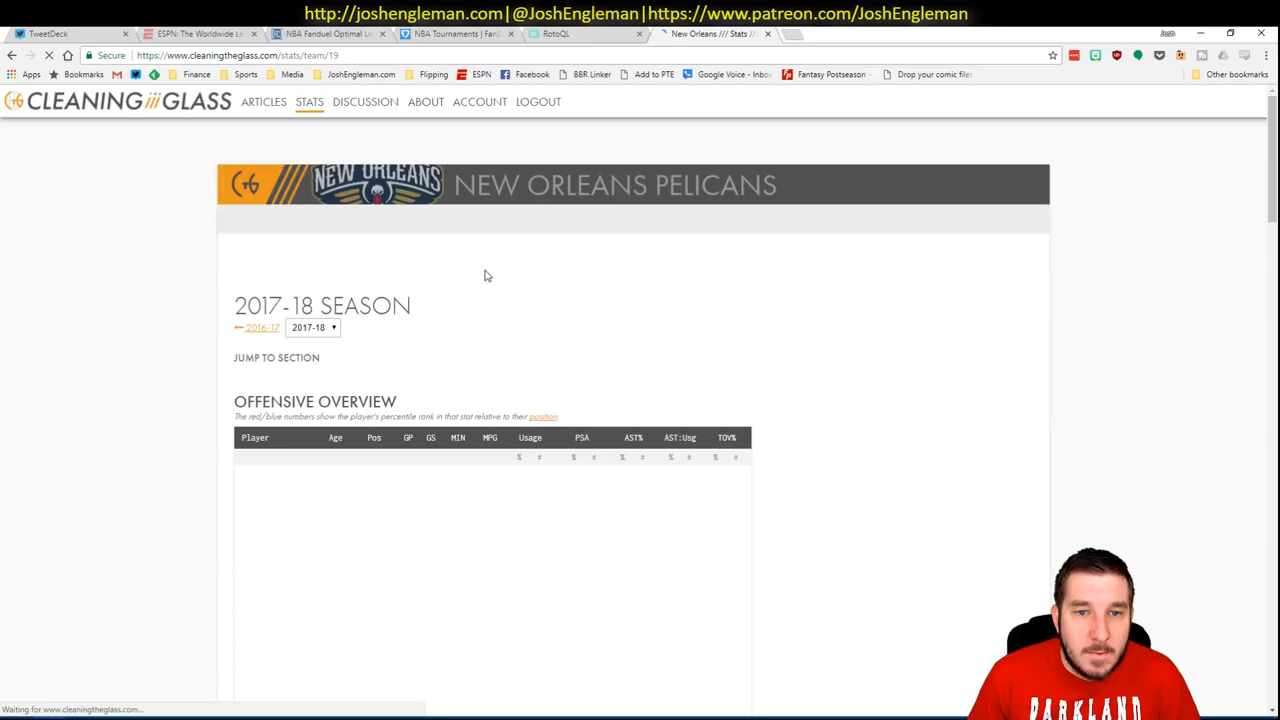 http://joshengleman.com|@JoshEngleman|https://www.patreon.com/JoshEngleman
TweetDeck
ESPN: The Worldwide Le
NBA Fanduel Optimal Le
NBA Tournaments | FanD
RotoQL
New Orleans /// Stats //
Josh
Secure
https://www.cleaningtheglass.com/stats/team/19
Apps
Bookmarks
Finance
Sports
Media
JoshEngleman.com
Flipping
ESPN
Facebook
BBR Linker
Add to PTE
Google Voice - Inbo
Fantasy Postseason -
Drop your comic files
Other bookmarks
CLEANING GLASS
ARTICLES
STATS
DISCUSSION
ABOUT
ACCOUNT
LOGOUT
NEW ORLEANS
NEW ORLEANS PELICANS
2017-18 SEASON
2016-17
2017-18
JUMP TO SECTION
OFFENSIVE OVERVIEW
The red/blue numbers show the player's percentile rank in that stat relative to their position.
Player Age Pos GP GS MIN MPG Usage PSA AST% AST:Usg TOV%
% # % # % # % # % #
Waiting for www.cleaningtheglass.com...
PARKLAND